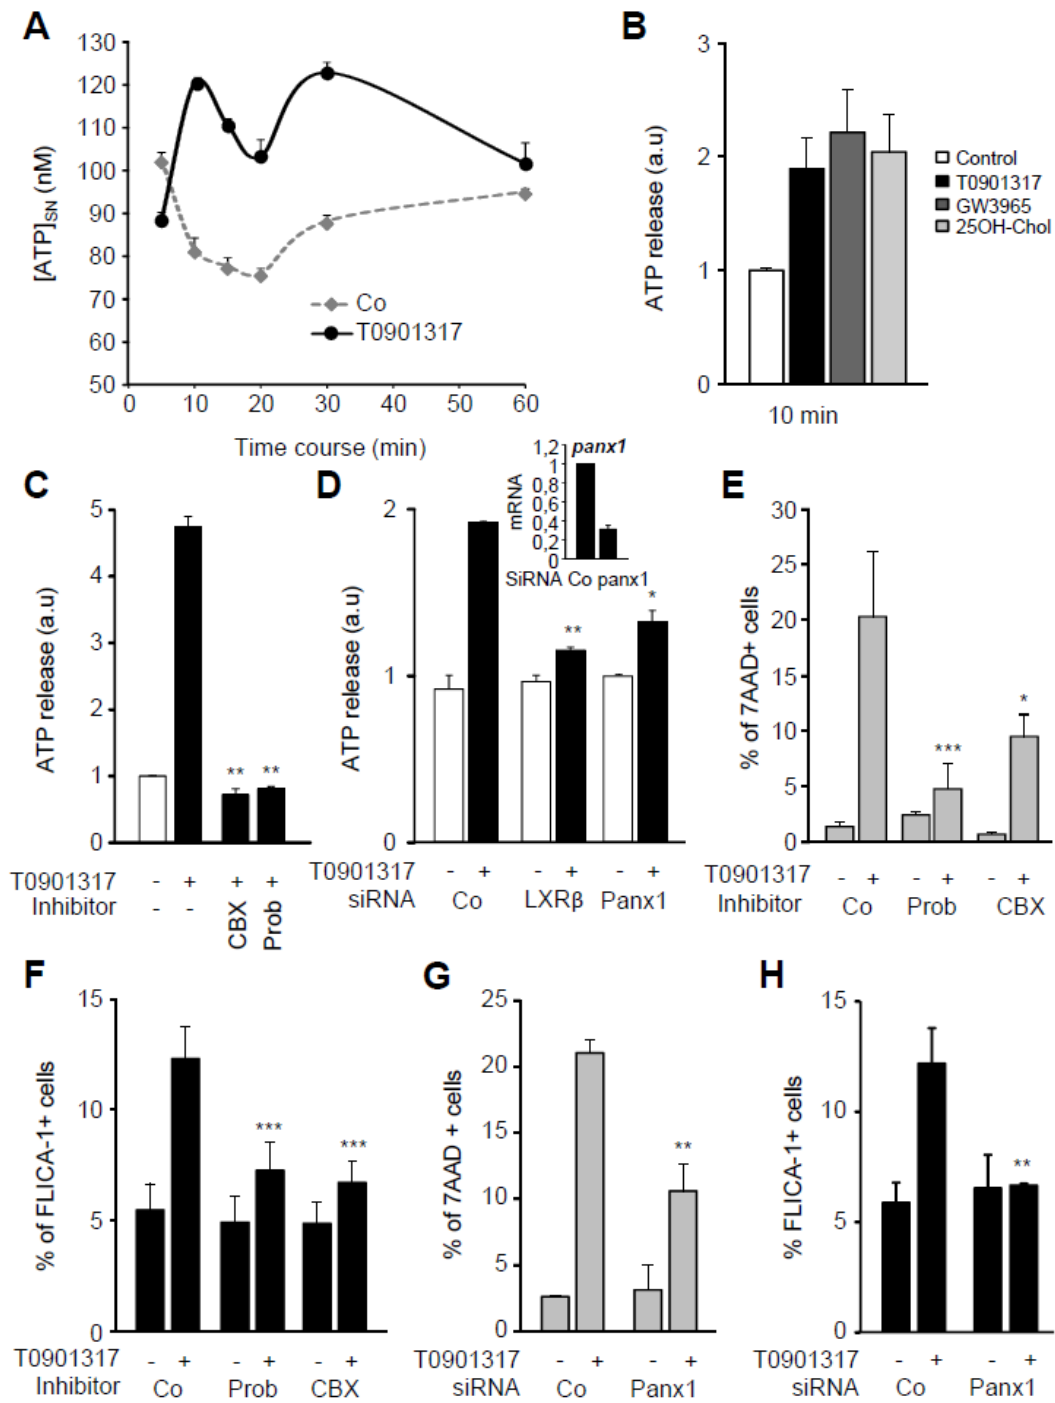 A
[ATP]SN (nM)
130
120
110
100
90
80
70
60
50
0 10 20 30 40 50 60
Time course (min)
Co
T0901317
B
ATP release (a.u)
3
2
1
0
10 min
Control
T0901317
GW3965
25OH-Chol
C
ATP release (a.u)
5
4
3
2
1
0
** **
T0901317 - + + +
Inhibitor - - CBX Prob
D
ATP release (a.u)
2
1
0
** *
T0901317 - + - + - +
siRNA Co LXRβ Panx1
panx1
mRNA
1,2
1
0,8
0,6
0,4
0,2
0
SiRNA Co panx1
E
% of 7AAD+ cells
30
25
20
15
10
5
0
*** *
T0901317 - + - + - +
Inhibitor Co Prob CBX
F
% of FLICA-1+ cells
15
10
5
0
*** ***
T0901317 - + - + - +
Inhibitor Co Prob CBX
G
% of 7AAD + cells
25
20
15
10
5
0
**
T0901317 - + - +
siRNA Co Panx1
H
% FLICA-1+ cells
15
10
5
0
**
T0901317 - + - +
siRNA Co Panx1